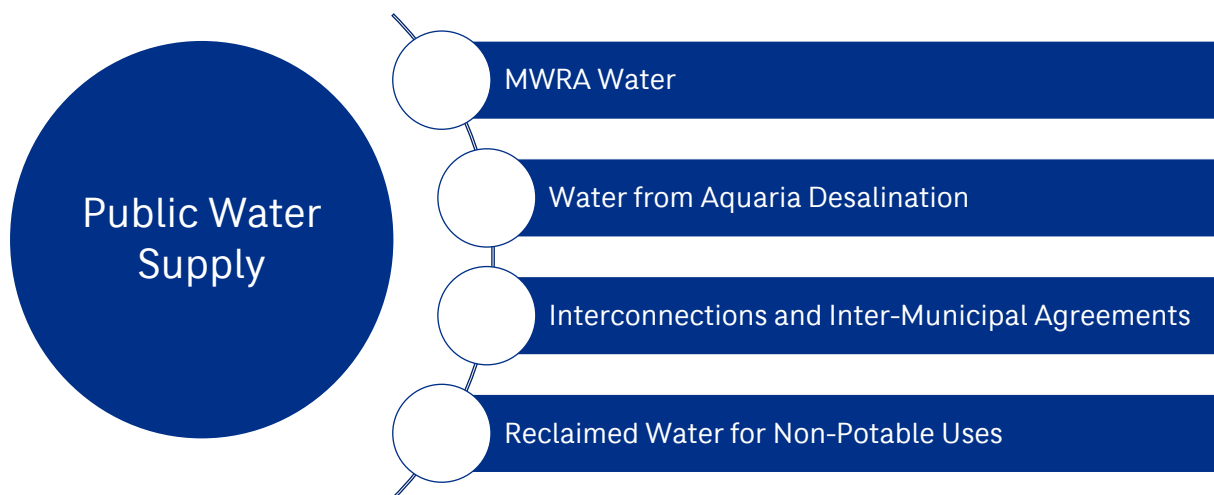 Public Water
Supply
MWRA Water
Water from Aquaria Desalination
Interconnections and Inter-Municipal Agreements
Reclaimed Water for Non-Potable Uses